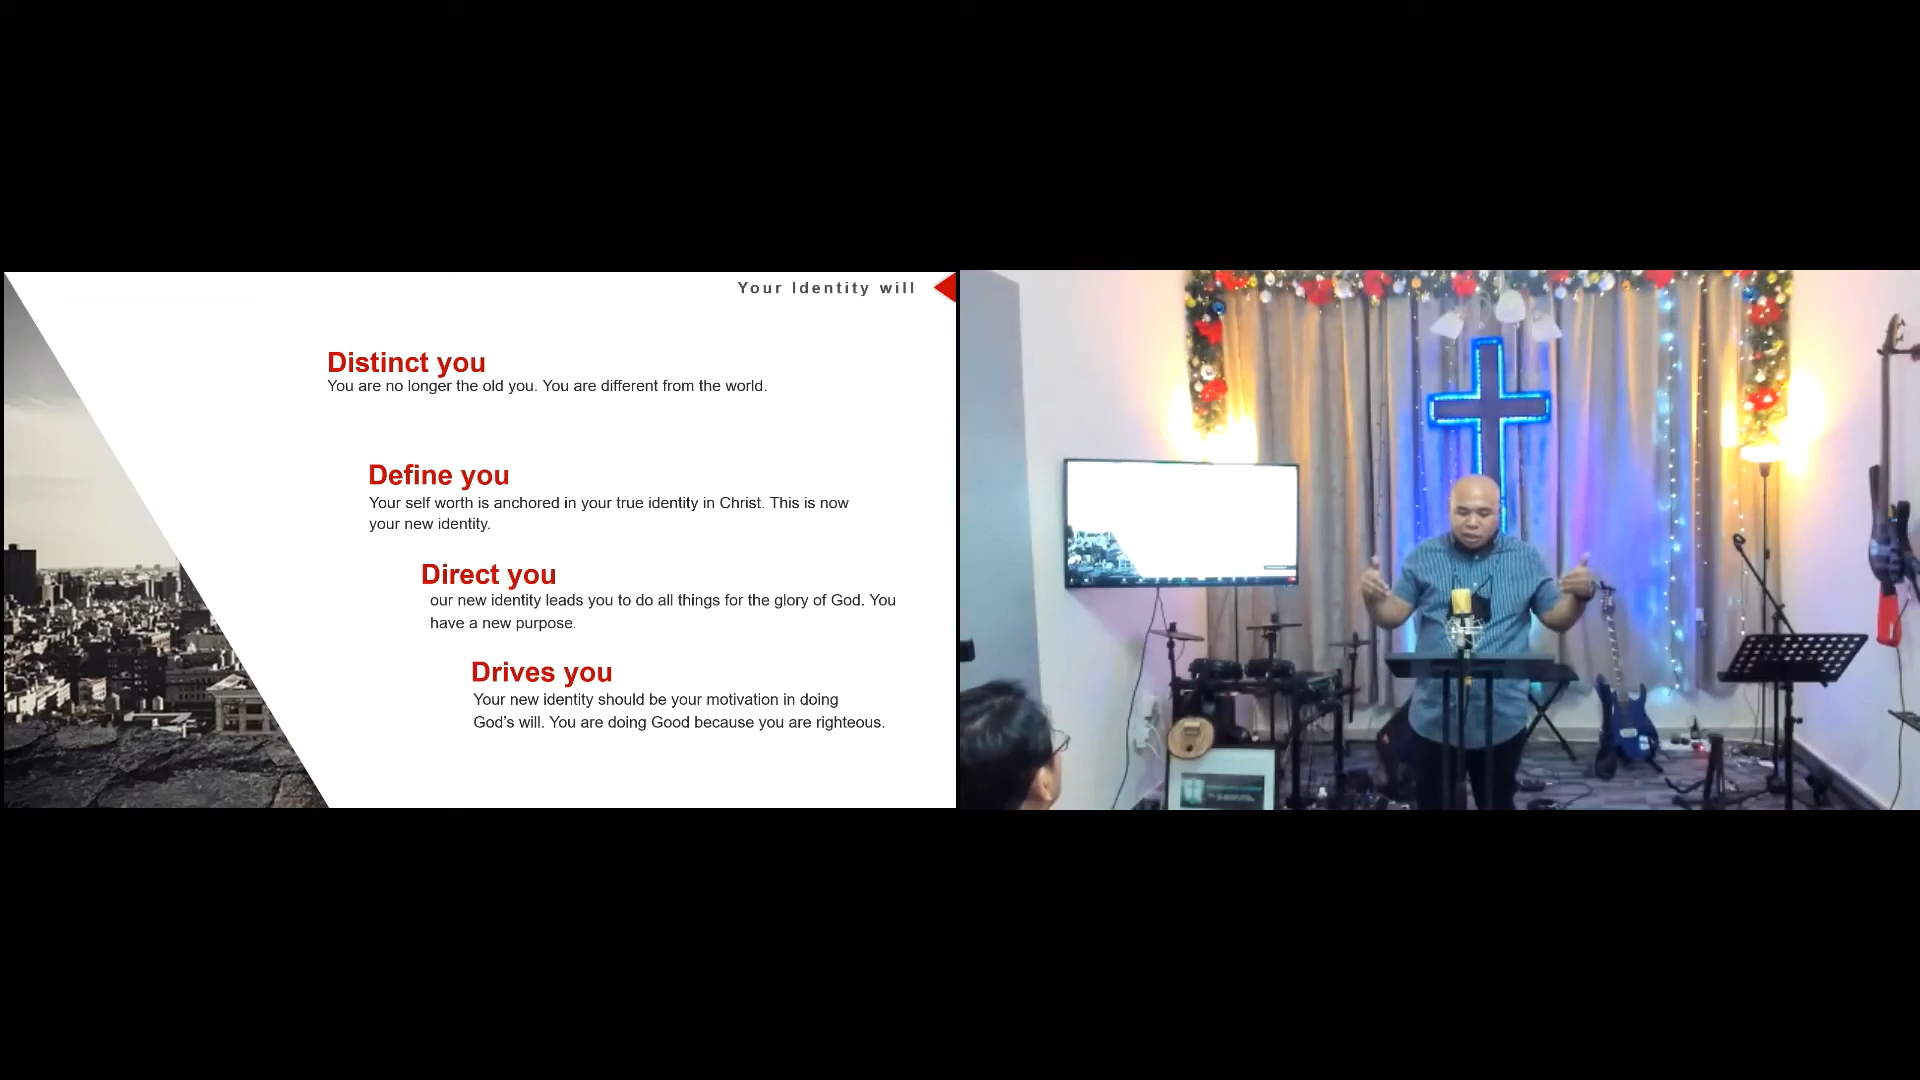 Your Identity will
Distinct you
You are no longer the old you. You are different from the world.
Define you
Your self worth is anchored in your true identity in Christ. This is now
your new identity.
Direct you
our new identity leads you to do all things for the glory of God. You
have a new purpose.
Drives you
Your new identity should be your motivation in doing
God's will. You are doing Good because you are righteous.